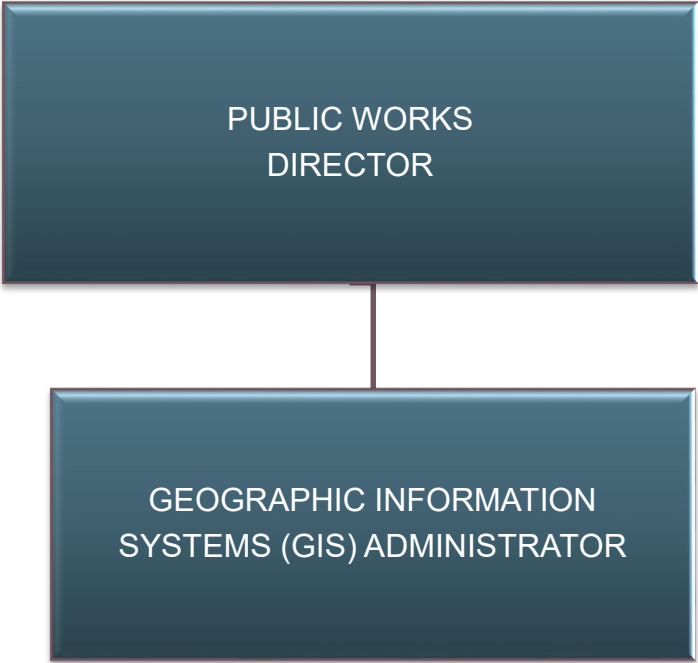 PUBLIC WORKS
DIRECTOR
GEOGRAPHIC INFORMATION
SYSTEMS (GIS) ADMINISTRATOR